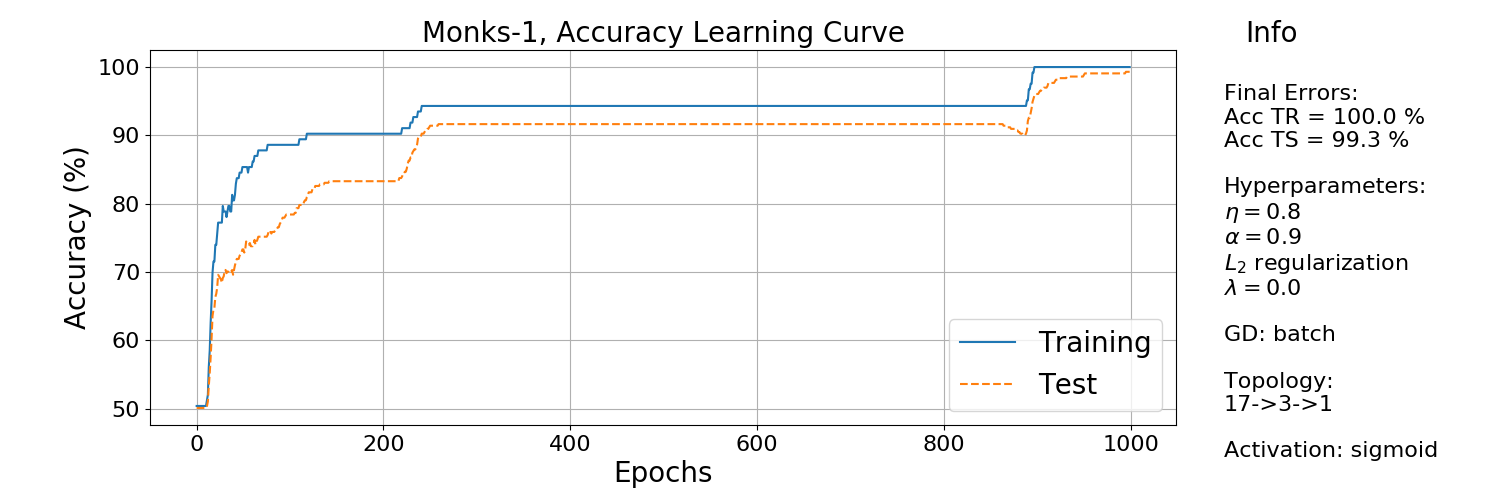 Monks-1, Accuracy Learning Curve
Info
100
90
80
70
60
50
Accuracy (%)
0
200
400
600
800
1000
Epochs
Training
Test
Final Errors:
Acc TR = 100.0 %
Acc TS = 99.3 %
Hyperparameters:
η = 0.8
α = 0.9
L₂ regularization
λ = 0.0
GD: batch
Topology:
17->3->1
Activation: sigmoid